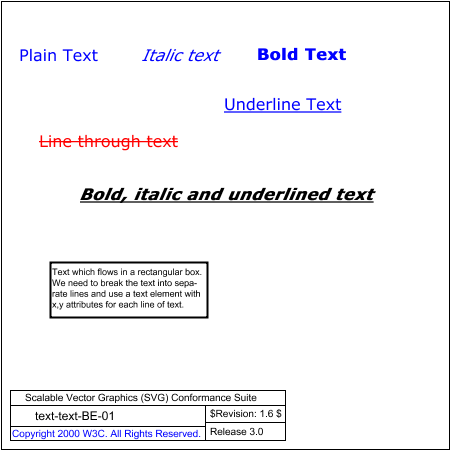 Plain Text Italic text Bold Text
Underline Text
Line through text
Bold, italic and underlined text
Text which flows in a rectangular box.
We need to break the text into sepa-
rate lines and use a text element with
x,y attributes for each line of text.
Scalable Vector Graphics (SVG) Conformance Suite
text-text-BE-01
$Revision: 1.6 $
Copyright 2000 W3C. All Rights Reserved.
Release 3.0